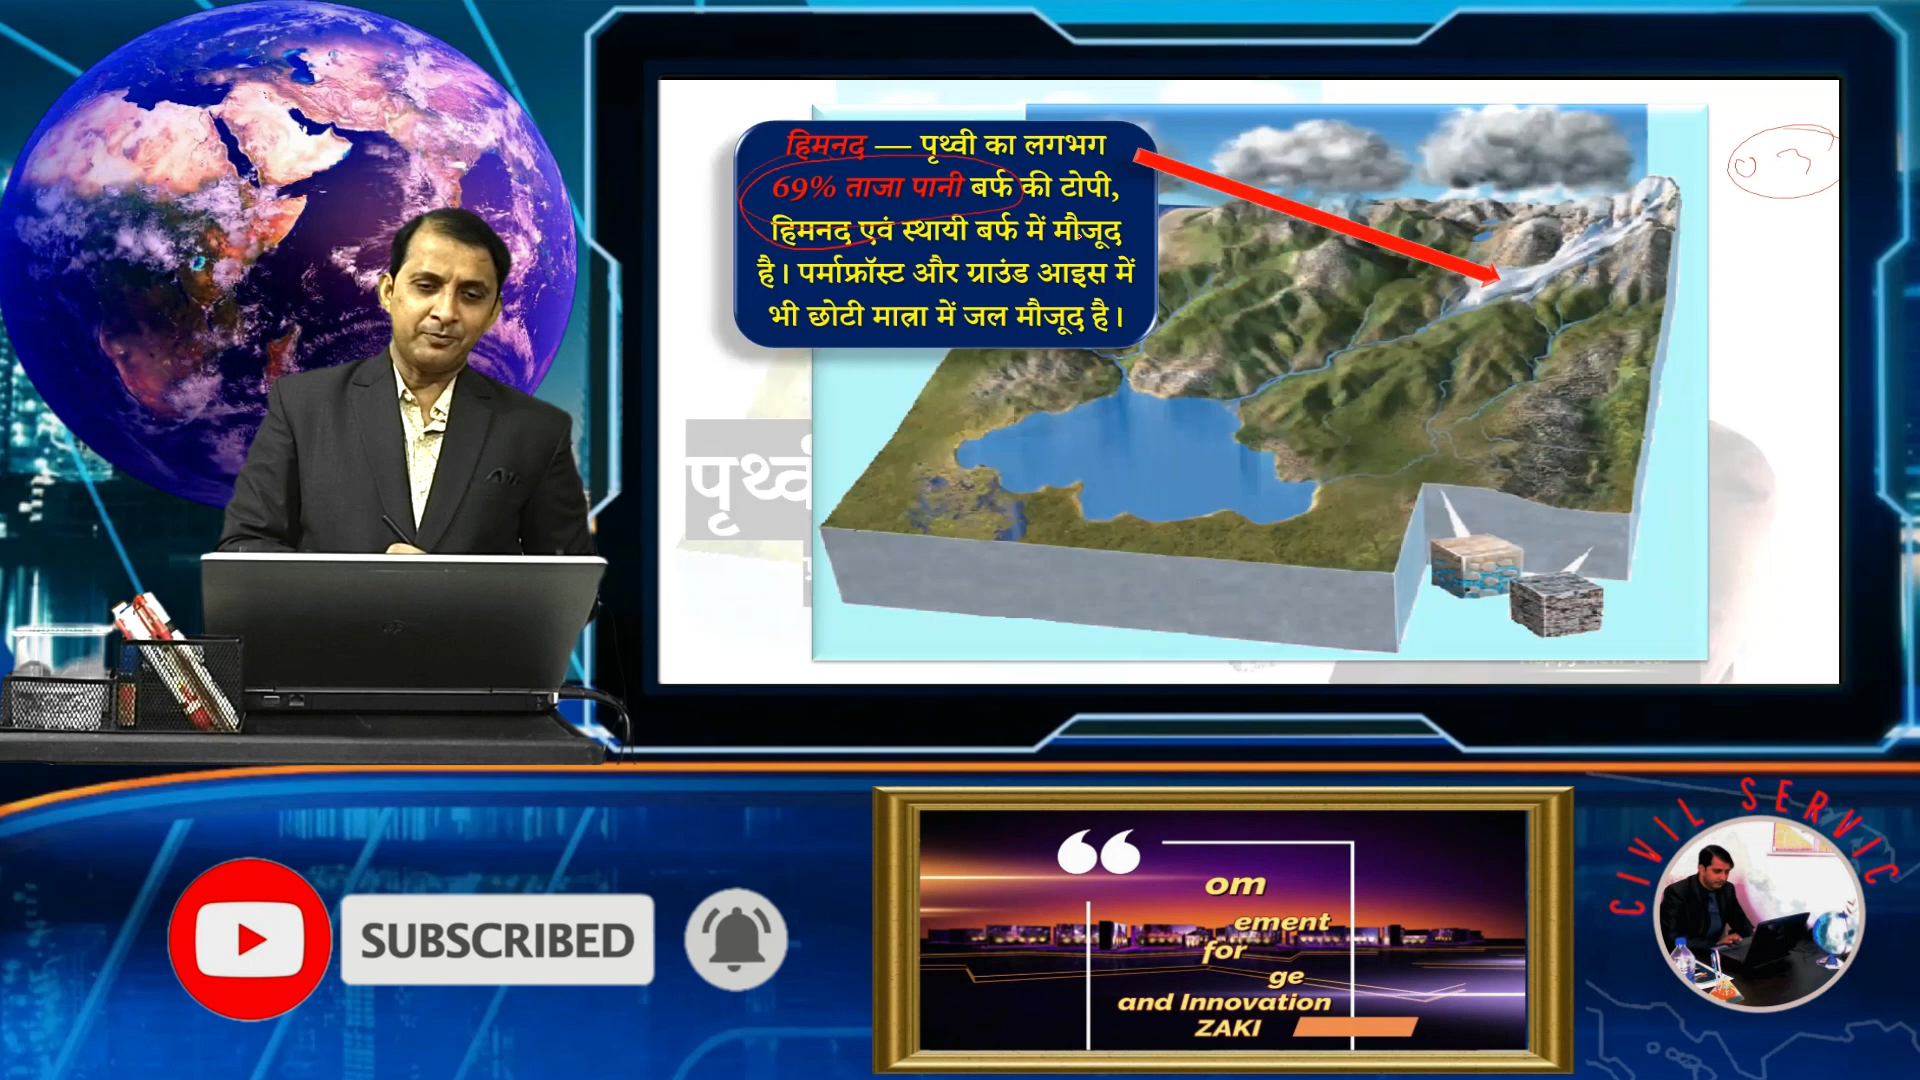 हिमनद — पृथ्वी का लगभग
69% ताजा पानी बर्फ की टोपी,
हिमनद एवं स्थायी बर्फ में मौजूद
है। पर्माफ्रॉस्ट और ग्राउंड आइस में
भी छोटी मात्रा में जल मौजूद है।
पृथ्वी
SUBSCRIBED
om
ement
for
ge
and Innovation
ZAKI
CIVIL SERVIC